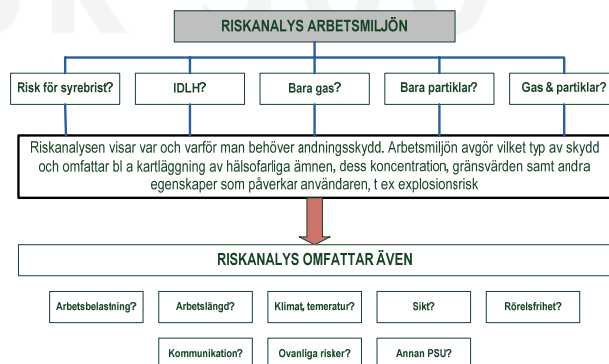 RISKANALYS ARBETSMILJÖN
Risk för syrebrist?
IDLH?
Bara gas?
Bara partiklar?
Gas & partiklar?
Riskanalysen visar var och varför man behöver andningsskydd. Arbetsmiljön avgör vilket typ av skydd
och omfattar bl a kartläggning av hälsofarliga ämnen, dess koncentration, gränsvärden samt andra
egenskaper som påverkar användaren, t ex explosionsrisk
RISKANALYS OMFATTAR ÄVEN
Arbetsbelastning?
Arbetslängd?
Klimat, temeratur?
Sikt?
Rörelsfrihet?
Kommunikation?
Ovanliga risker?
Annan PSU?